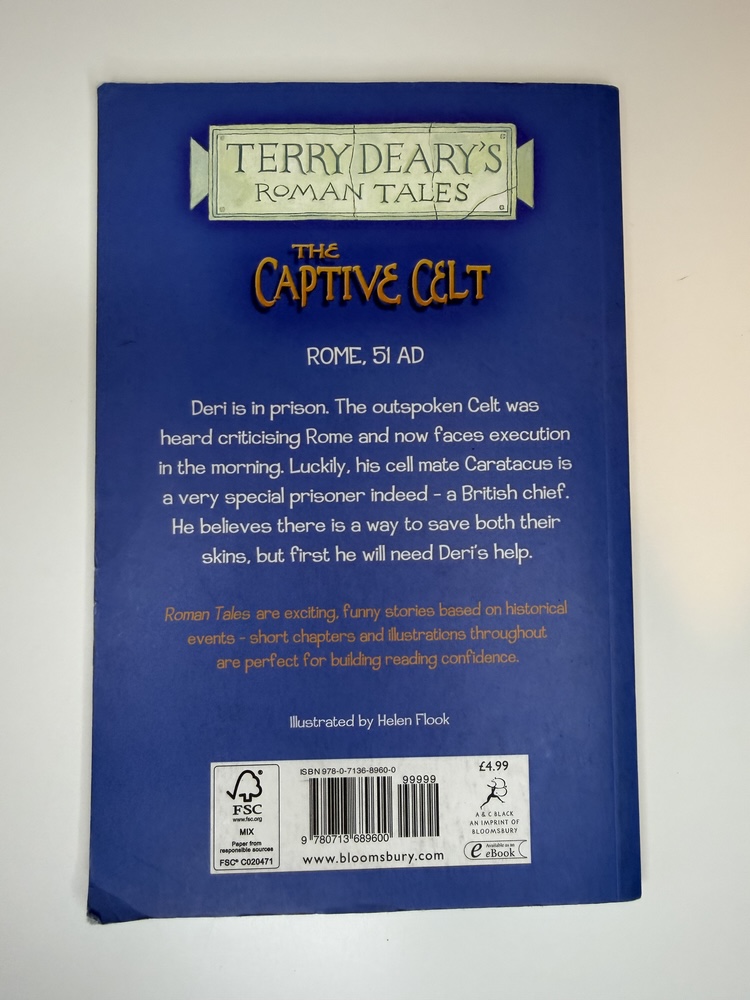 TERRY DEARY'S
ROMAN TALES
THE
CAPTIVE CELT
ROME, 51 AD
Deri is in prison. The outspoken Celt was
heard criticising Rome and now faces execution
in the morning. Luckily, his cell mate Caratacus is
a very special prisoner indeed - a British chief.
He believes there is a way to save both their
skins, but first he will need Deri's help.
Roman Tales are exciting, funny stories based on historical
events - short chapters and illustrations throughout
are perfect for building reading confidence.
Illustrated by Helen Flook
FSC
www.fsc.org
MIX
Paper from
responsible sources
FSC® C020471
ISBN 978-0-7136-8960-0
99999
9 780713 689600
www.bloomsbury.com
£4.99
A & C BLACK
AN IMPRINT OF
BLOOMSBURY
e Available as an
eBook